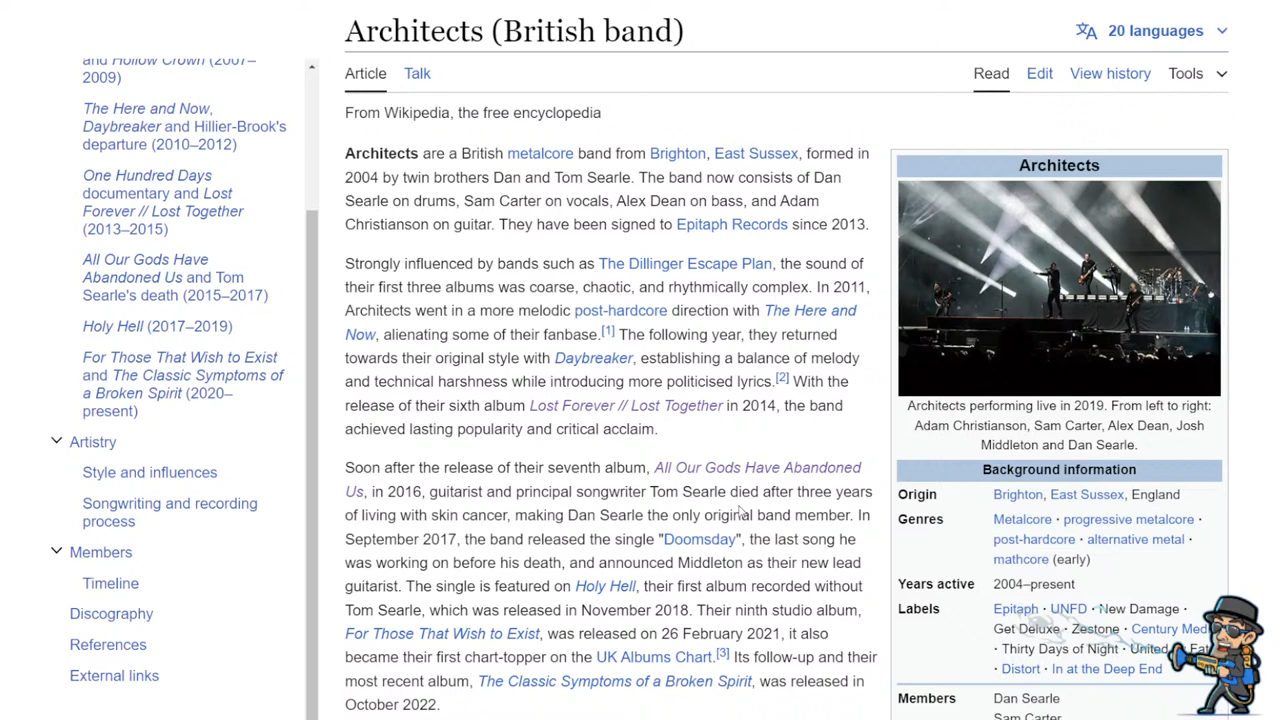 Architects (British band)
20 languages
Article
Talk
Read
Edit
View history
Tools
From Wikipedia, the free encyclopedia
and Hollow Crown (2007–
2009)
The Here and Now,
Daybreaker and Hillier-Brook's
departure (2010–2012)
One Hundred Days
documentary and Lost
Forever // Lost Together
(2013–2015)
All Our Gods Have
Abandoned Us and Tom
Searle's death (2015–2017)
Holy Hell (2017–2019)
For Those That Wish to Exist
and The Classic Symptoms of
a Broken Spirit (2020–
present)
Artistry
Style and influences
Songwriting and recording
process
Members
Timeline
Discography
References
External links
Architects are a British metalcore band from Brighton, East Sussex, formed in
2004 by twin brothers Dan and Tom Searle. The band now consists of Dan
Searle on drums, Sam Carter on vocals, Alex Dean on bass, and Adam
Christianson on guitar. They have been signed to Epitaph Records since 2013.
Strongly influenced by bands such as The Dillinger Escape Plan, the sound of
their first three albums was coarse, chaotic, and rhythmically complex. In 2011,
Architects went in a more melodic post-hardcore direction with The Here and
Now, alienating some of their fanbase.[1] The following year, they returned
towards their original style with Daybreaker, establishing a balance of melody
and technical harshness while introducing more politicised lyrics.[2] With the
release of their sixth album Lost Forever // Lost Together in 2014, the band
achieved lasting popularity and critical acclaim.
Soon after the release of their seventh album, All Our Gods Have Abandoned
Us, in 2016, guitarist and principal songwriter Tom Searle died after three years
of living with skin cancer, making Dan Searle the only original band member. In
September 2017, the band released the single "Doomsday", the last song he
was working on before his death, and announced Middleton as their new lead
guitarist. The single is featured on Holy Hell, their first album recorded without
Tom Searle, which was released in November 2018. Their ninth studio album,
For Those That Wish to Exist, was released on 26 February 2021, it also
became their first chart-topper on the UK Albums Chart.[3] Its follow-up and their
most recent album, The Classic Symptoms of a Broken Spirit, was released in
October 2022.
Architects
Architects performing live in 2019. From left to right:
Adam Christianson, Sam Carter, Alex Dean, Josh
Middleton and Dan Searle.
Background information
Origin Brighton, East Sussex, England
Genres Metalcore · progressive metalcore ·
post-hardcore · alternative metal ·
mathcore (early)
Years active 2004–present
Labels Epitaph · UNFD · New Damage ·
Get Deluxe · Zestone · Century Med
· Thirty Days of Night · United
· Distort · In at the Deep End
Members Dan Searle
Sam Carter